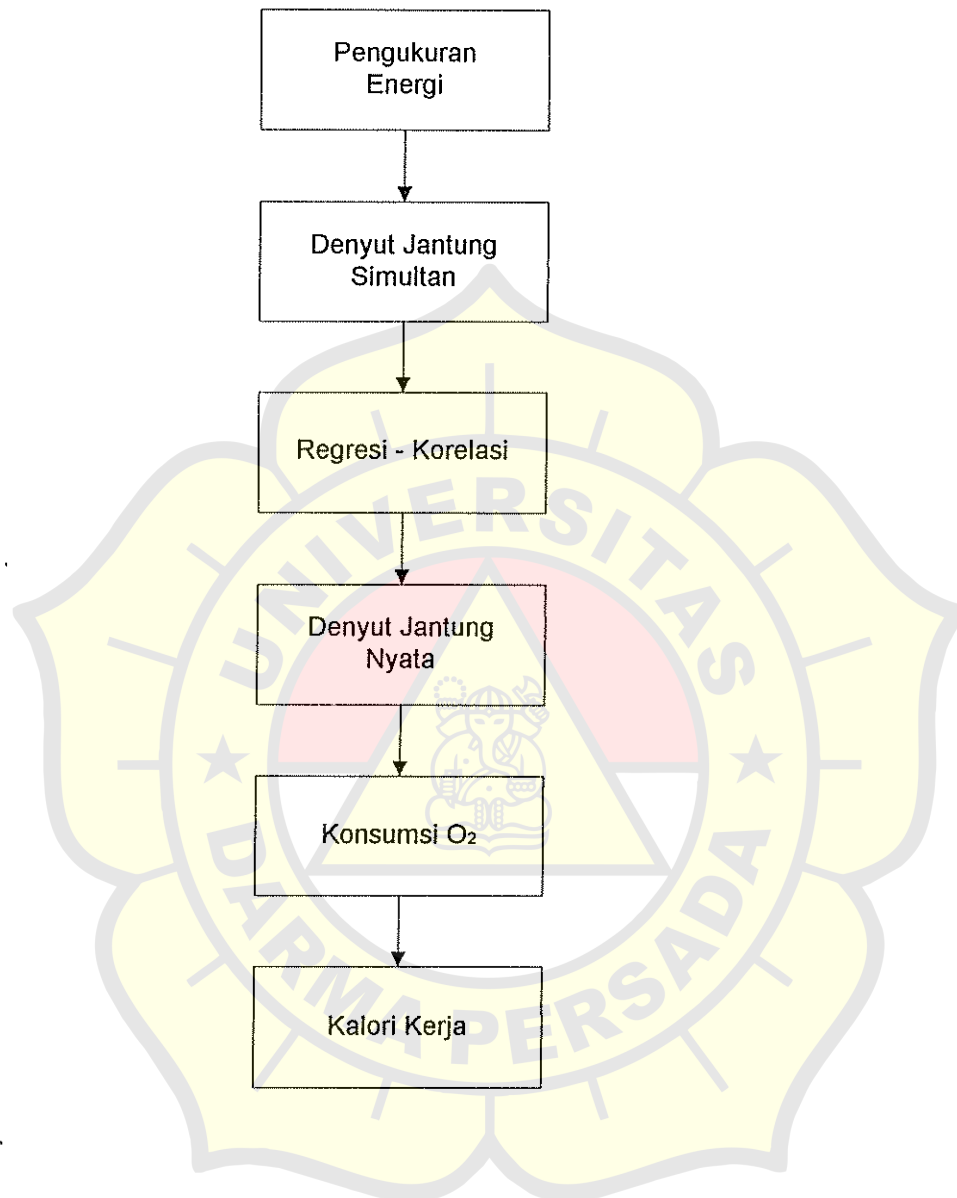 Pengukuran
Energi
Denyut Jantung
Simultan
Regresi - Korelasi
Denyut Jantung
Nyata
Konsumsi O₂
Kalori Kerja
UNIVERSITAS
DARMA PERSADA